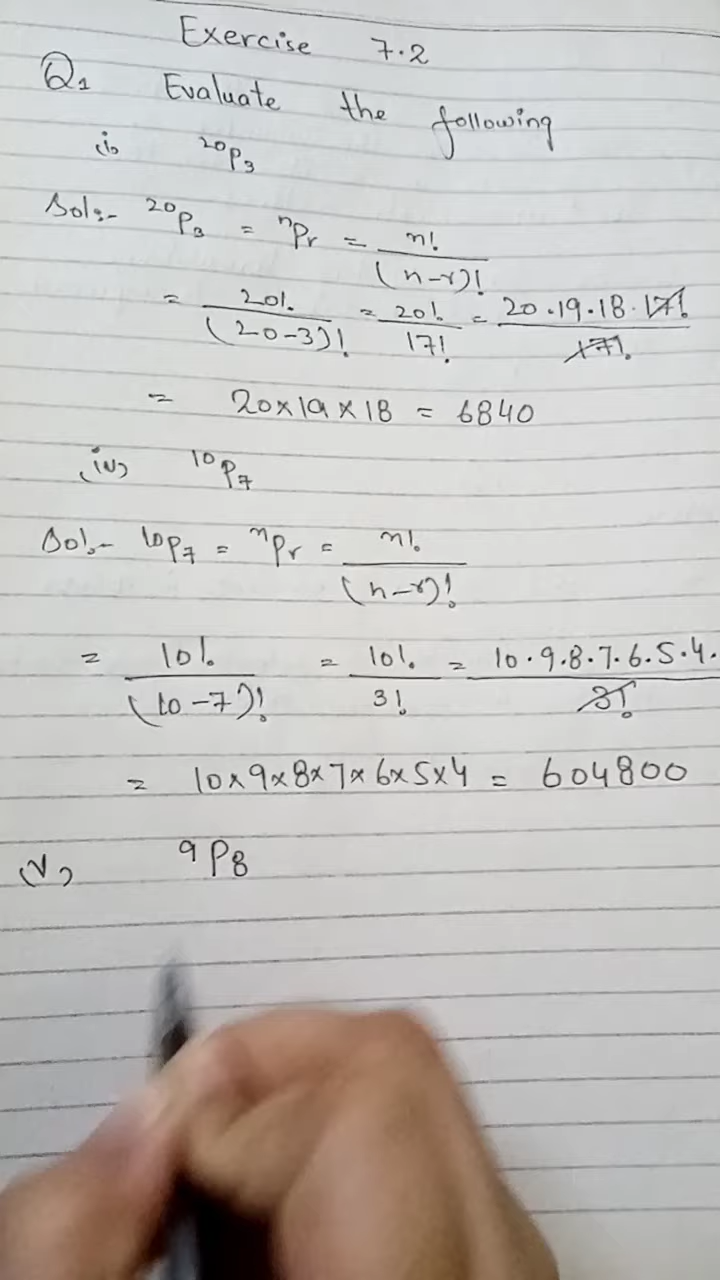 Exercise 7.2
Q1 Evaluate the following
(i) ²⁰P₃
Sol:- ²⁰P₃ = ⁿPr = n! / (n-r)!
= 20! / (20-3)! = 20! / 17! = 20·19·18·17! / 17!
= 20×19×18 = 6840
(iv) ¹⁰P₇
Sol:- ¹⁰P₇ = ⁿPr = n! / (n-r)!
= 10! / (10-7)! = 10! / 3! = 10·9·8·7·6·5·4· / 3!
= 10×9×8×7×6×5×4 = 604800
(v) ⁹P₈